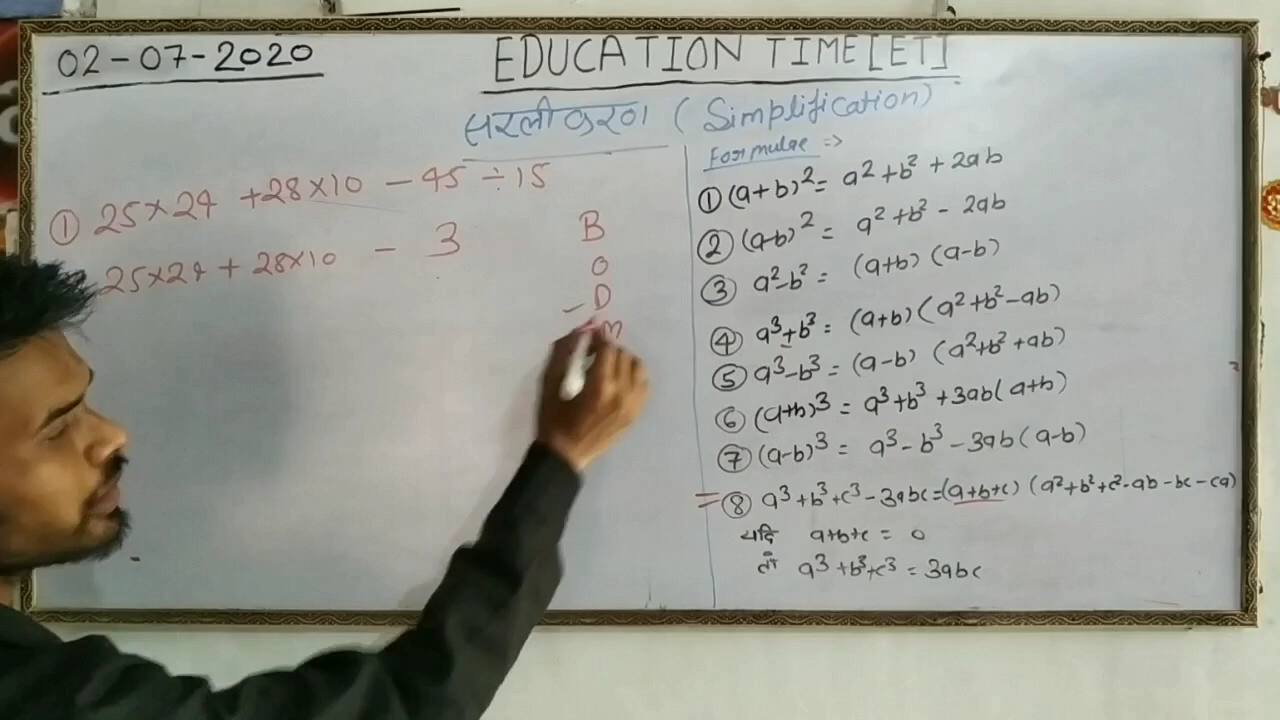 02-07-2020
EDUCATION TIME[ET]
सरलीकरण (Simplification)
① 25×24 +28×10 - 45 ÷15
25×24 + 28×10 - 3
B
O
D
M
Formulae :⇒
① (a+b)² = a² + b² + 2ab
② (a-b)² = a² + b² - 2ab
③ a²-b² = (a+b) (a-b)
④ a³+b³ = (a+b) (a²+b²-ab)
⑤ a³-b³ = (a-b) (a²+b²+ab)
⑥ (a+b)³ = a³+b³ +3ab(a+b)
⑦ (a-b)³ = a³-b³-3ab(a-b)
⑧ a³+b³+c³-3abc=(a+b+c) (a²+b²+c²-ab-bc-ca)
यदि a+b+c = 0
तो a³+b³+c³ = 3abc